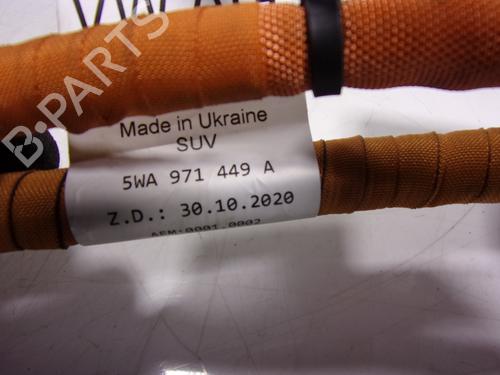 B-PARTS
Made in Ukraine
SUV
5WA 971 449 A
Z.D.: 30.10.2020